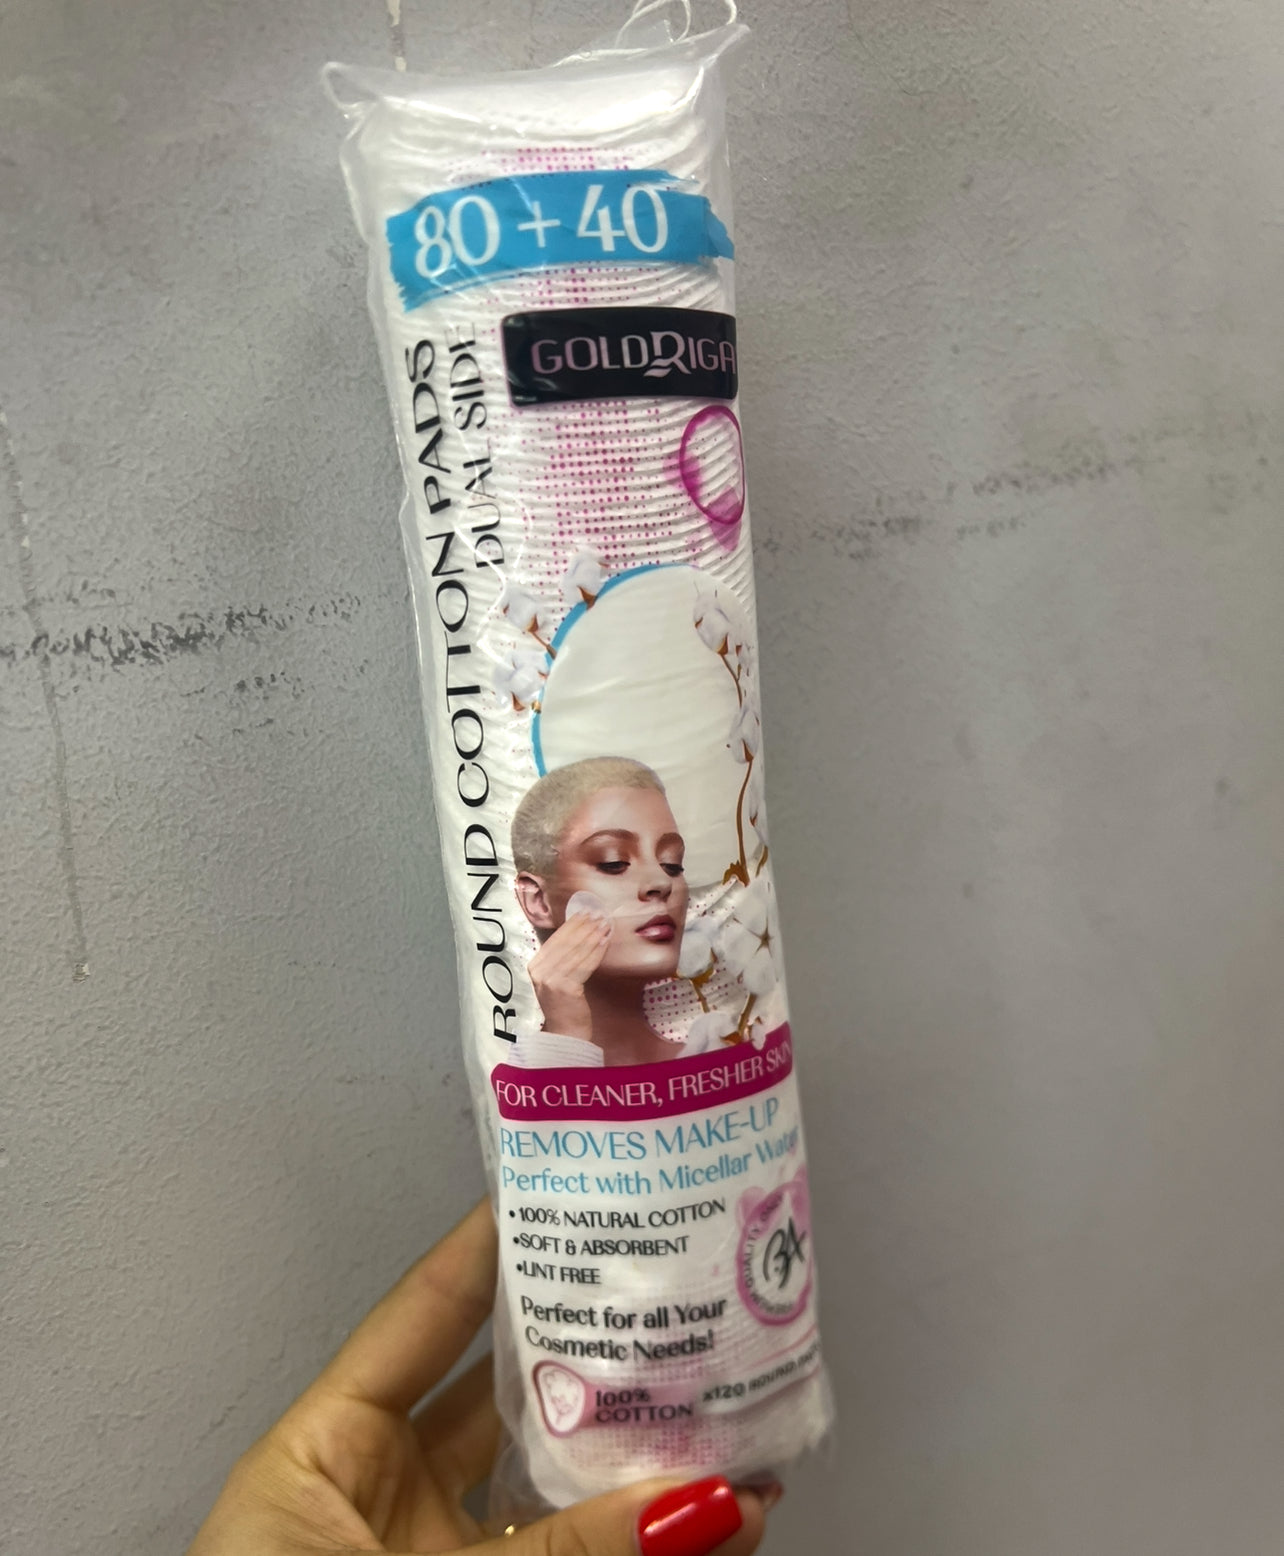 80 + 40
GOLDRIGA
ROUND COTTON PADS
DUAL SIDE
FOR CLEANER, FRESHER SKIN
REMOVES MAKE-UP
Perfect with Micellar Water
• 100% NATURAL COTTON
•SOFT & ABSORBENT
•LINT FREE
Perfect for all Your
Cosmetic Needs!
QUALITY
100%
COTTON
x120 ROUND PADS